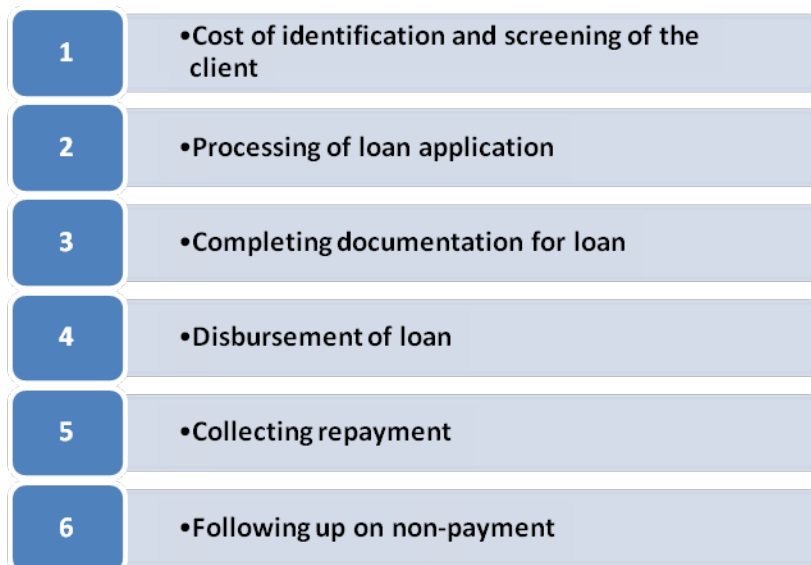 1
•Cost of identification and screening of the
client
2
•Processing of loan application
3
•Completing documentation for loan
4
•Disbursement of loan
5
•Collecting repayment
6
•Following up on non-payment